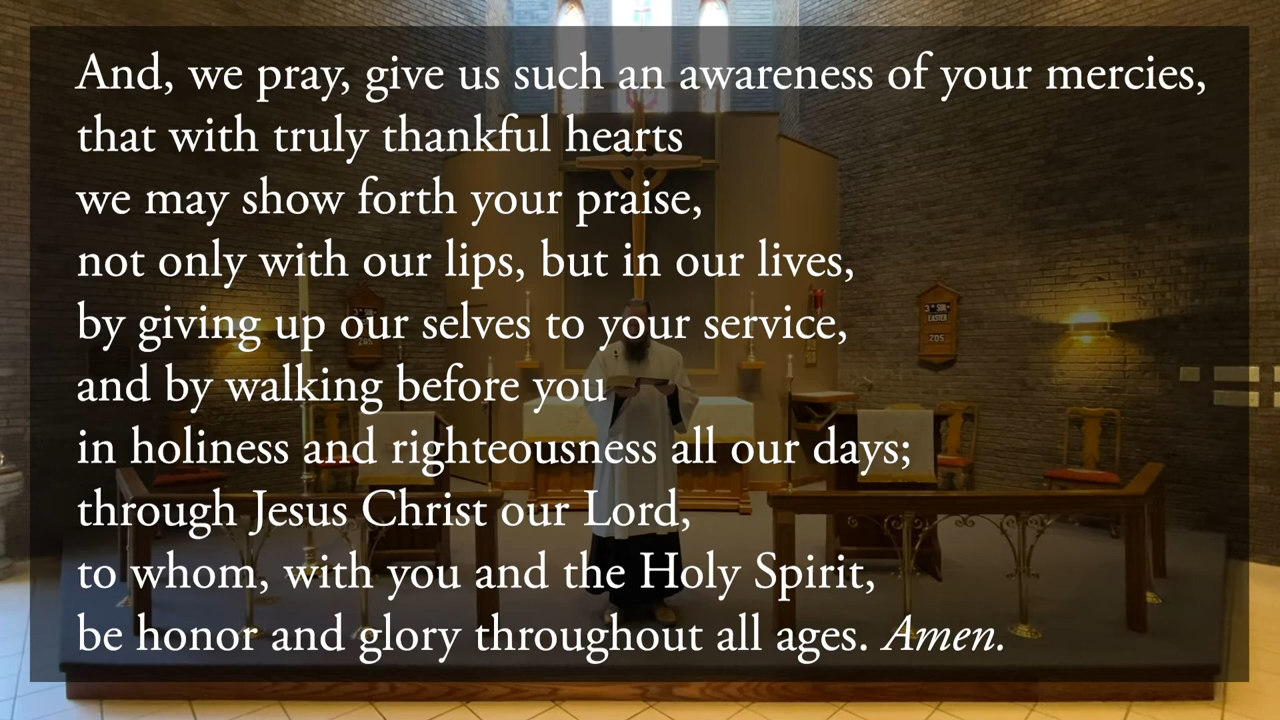 And, we pray, give us such an awareness of your mercies,
that with truly thankful hearts
we may show forth your praise,
not only with our lips, but in our lives,
by giving up our selves to your service,
and by walking before you
in holiness and righteousness all our days;
through Jesus Christ our Lord,
to whom, with you and the Holy Spirit,
be honor and glory throughout all ages. Amen.
EASTER
205
205